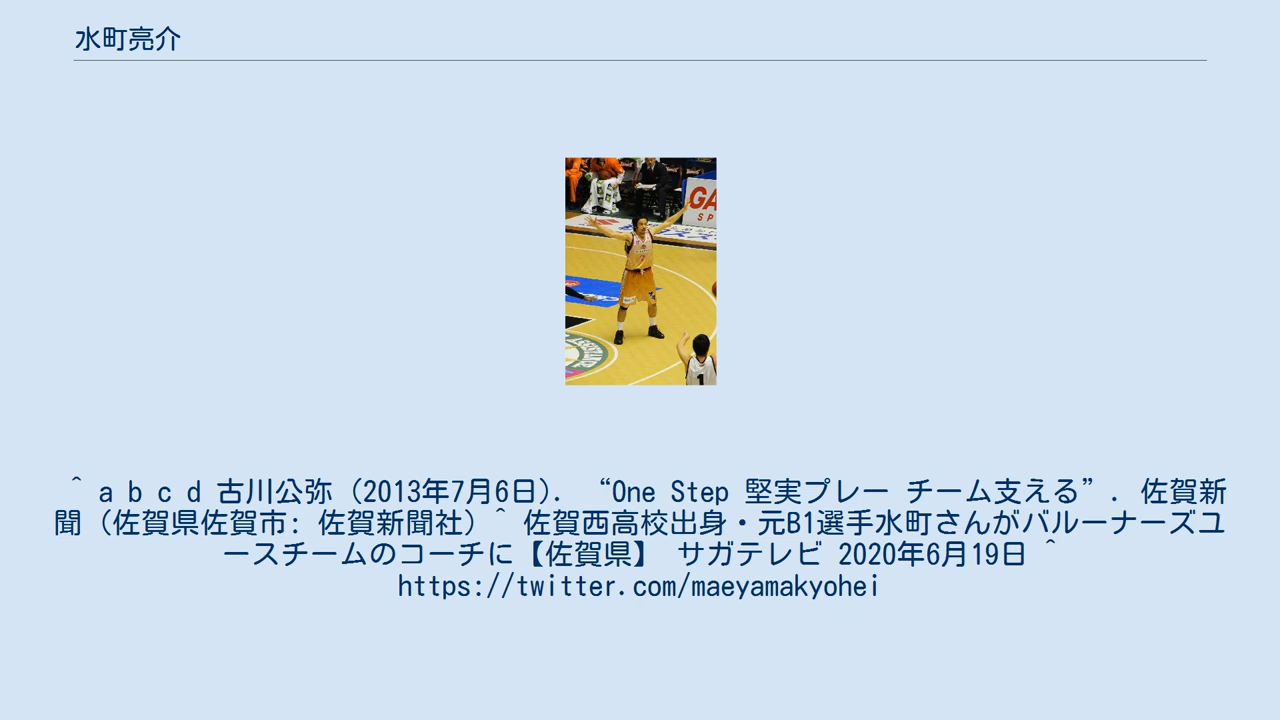 水町亮介
GA
SP
1
^ a b c d 古川公弥 (2013年7月6日). “One Step 堅実プレー チーム支える”. 佐賀新
聞 (佐賀県佐賀市: 佐賀新聞社) ^ 佐賀西高校出身・元B1選手水町さんがバルーナーズユ
ースチームのコーチに【佐賀県】 サガテレビ 2020年6月19日 ^
https://twitter.com/maeyamakyohei